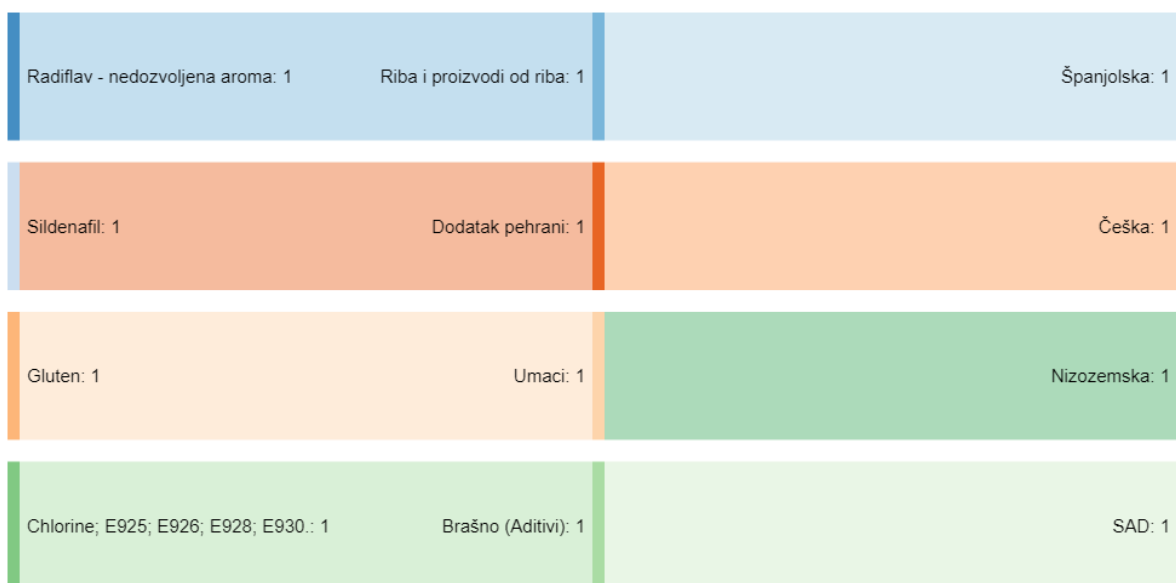 Radiflav - nedozvoljena aroma: 1 Riba i proizvodi od riba: 1 Španjolska: 1
Sildenafil: 1 Dodatak pehrani: 1 Češka: 1
Gluten: 1 Umaci: 1 Nizozemska: 1
Chlorine; E925; E926; E928; E930.: 1 Brašno (Aditivi): 1 SAD: 1